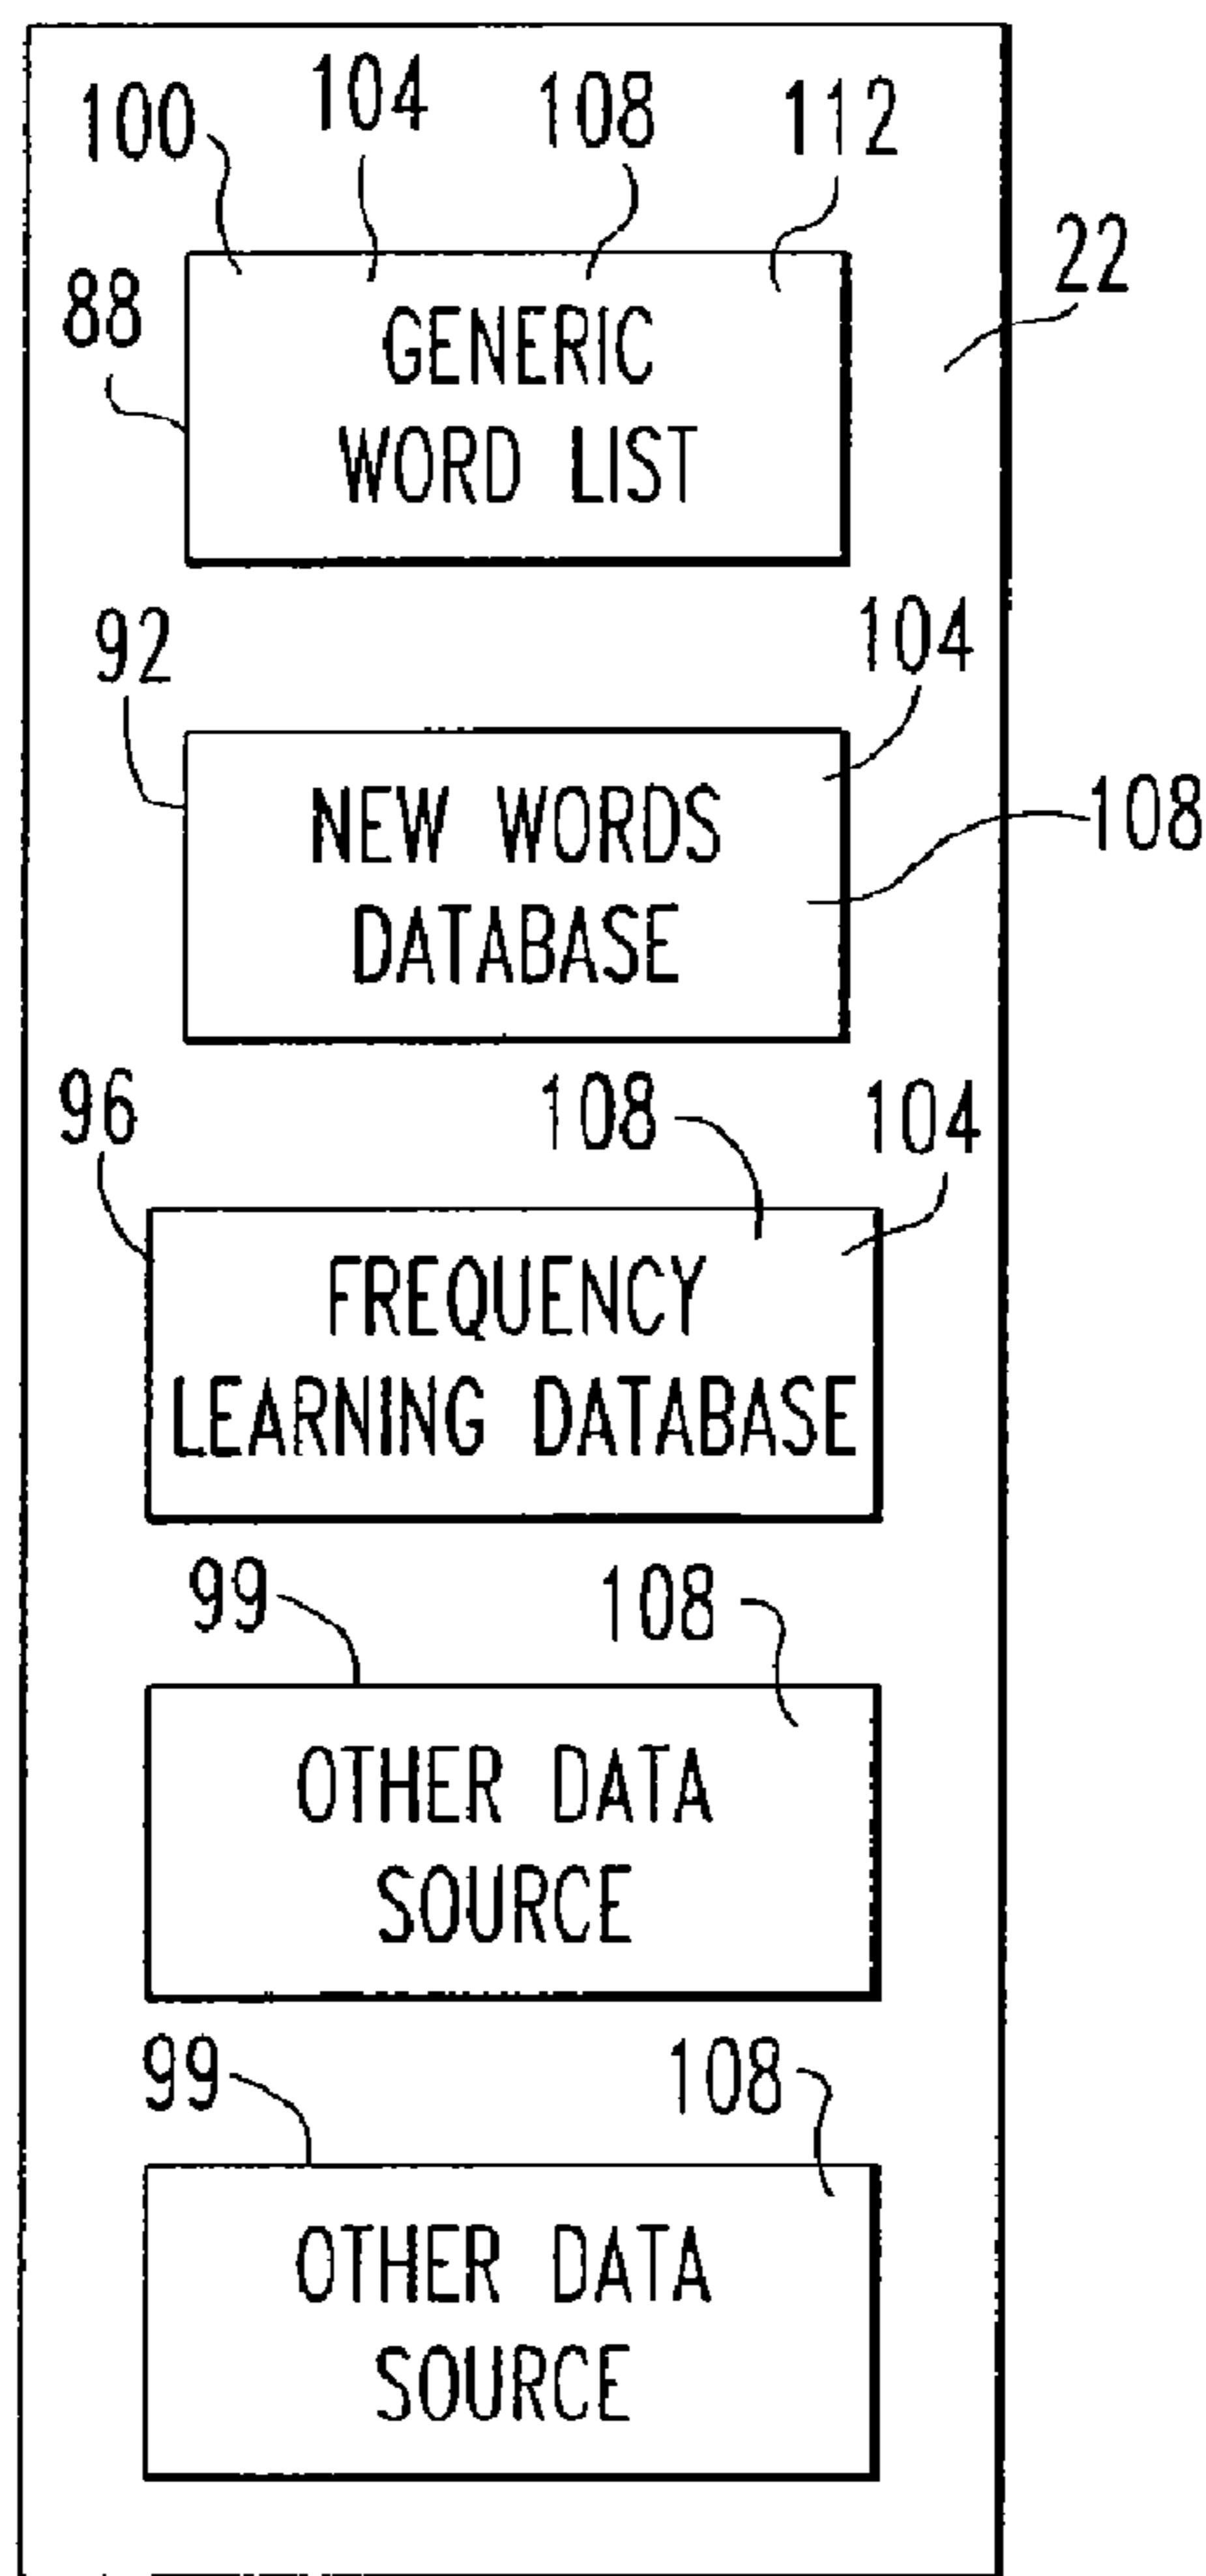 100 104 108 112
22
88
GENERIC
WORD LIST
92
104
108
NEW WORDS
DATABASE
96
108
104
FREQUENCY
LEARNING DATABASE
99
108
OTHER DATA
SOURCE
99
108
OTHER DATA
SOURCE